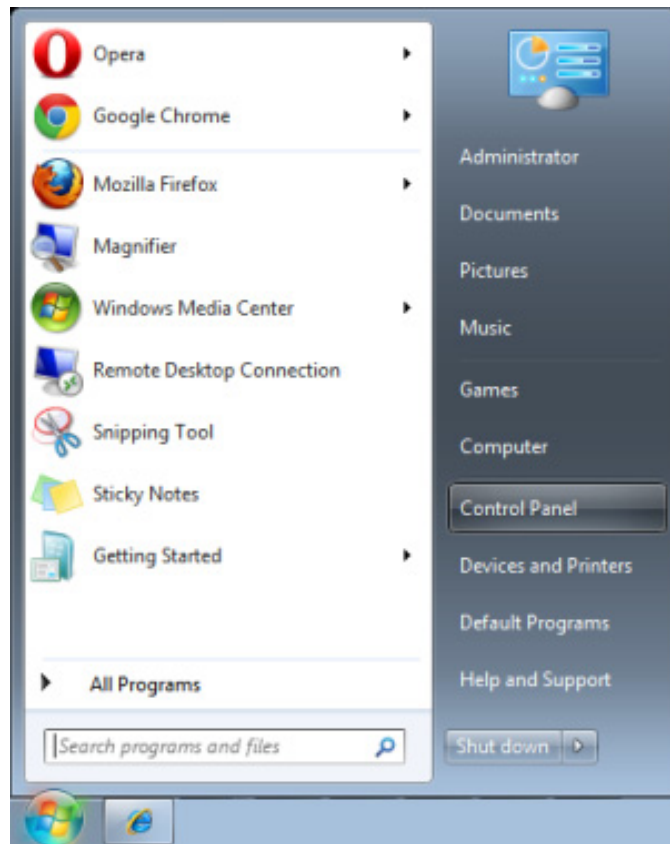 Opera
Google Chrome
Mozilla Firefox
Magnifier
Windows Media Center
Remote Desktop Connection
Snipping Tool
Sticky Notes
Getting Started
All Programs
Search programs and files
Administrator
Documents
Pictures
Music
Games
Computer
Control Panel
Devices and Printers
Default Programs
Help and Support
Shut down